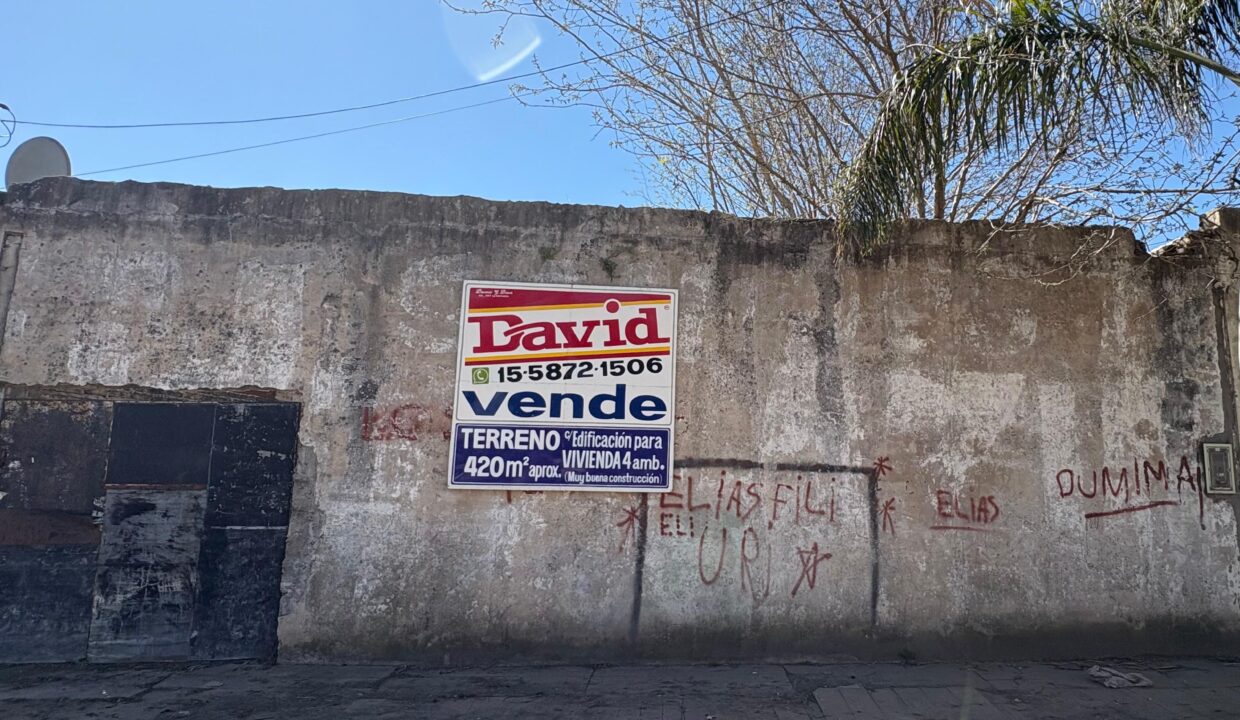 David
15-5872-1506
vende
TERRENO c/Edificación para
420m² aprox. VIVIENDA 4 amb.
(Muy buena construcción)
ELIAS FILI
ELI
URI
ELIAS
DUMIMA